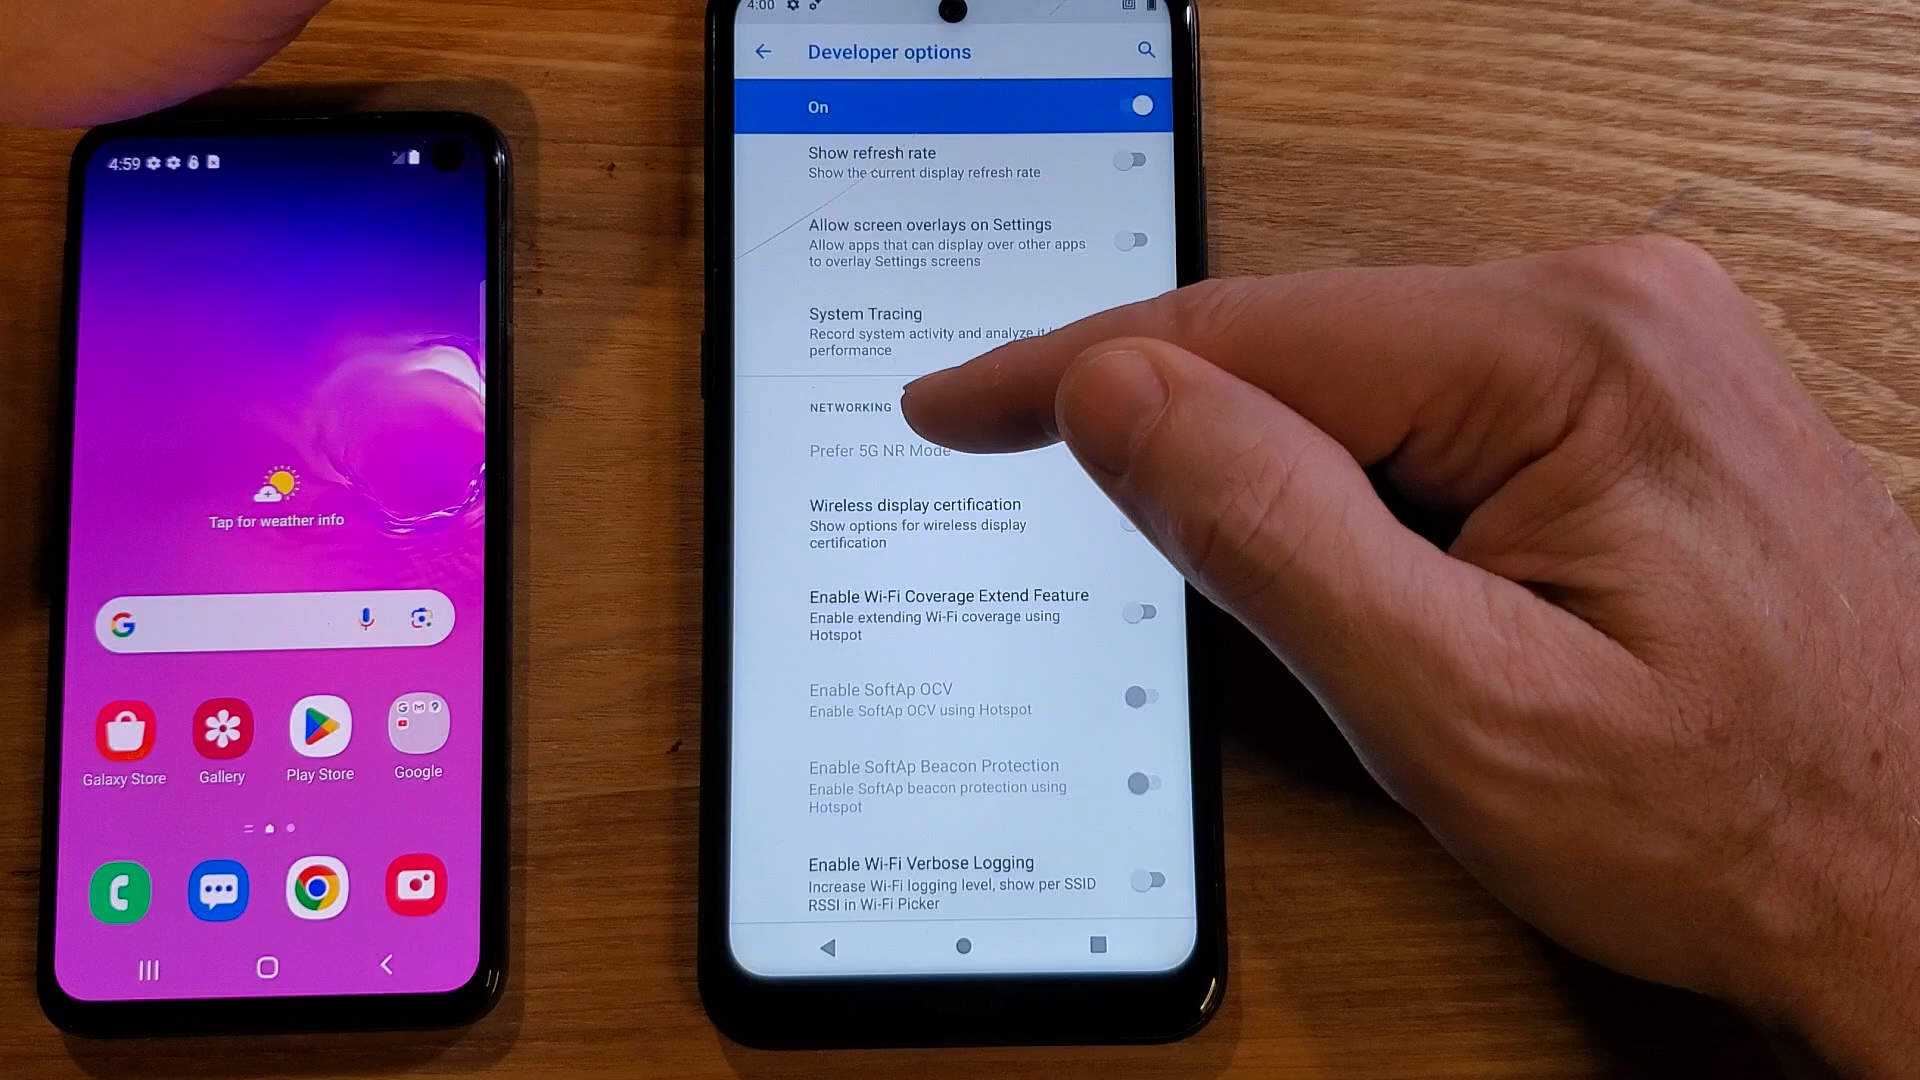 4:59
Tap for weather info
Galaxy Store
Gallery
Play Store
Google
4:00
Developer options
On
Show refresh rate
Show the current display refresh rate
Allow screen overlays on Settings
Allow apps that can display over other apps
to overlay Settings screens
System Tracing
Record system activity and analyze it
performance
NETWORKING
Prefer 5G NR Mode
Wireless display certification
Show options for wireless display
certification
Enable Wi-Fi Coverage Extend Feature
Enable extending Wi-Fi coverage using
Hotspot
Enable SoftAp OCV
Enable SoftAp OCV using Hotspot
Enable SoftAp Beacon Protection
Enable SoftAp beacon protection using
Hotspot
Enable Wi-Fi Verbose Logging
Increase Wi-Fi logging level, show per SSID
RSSI in Wi-Fi Picker